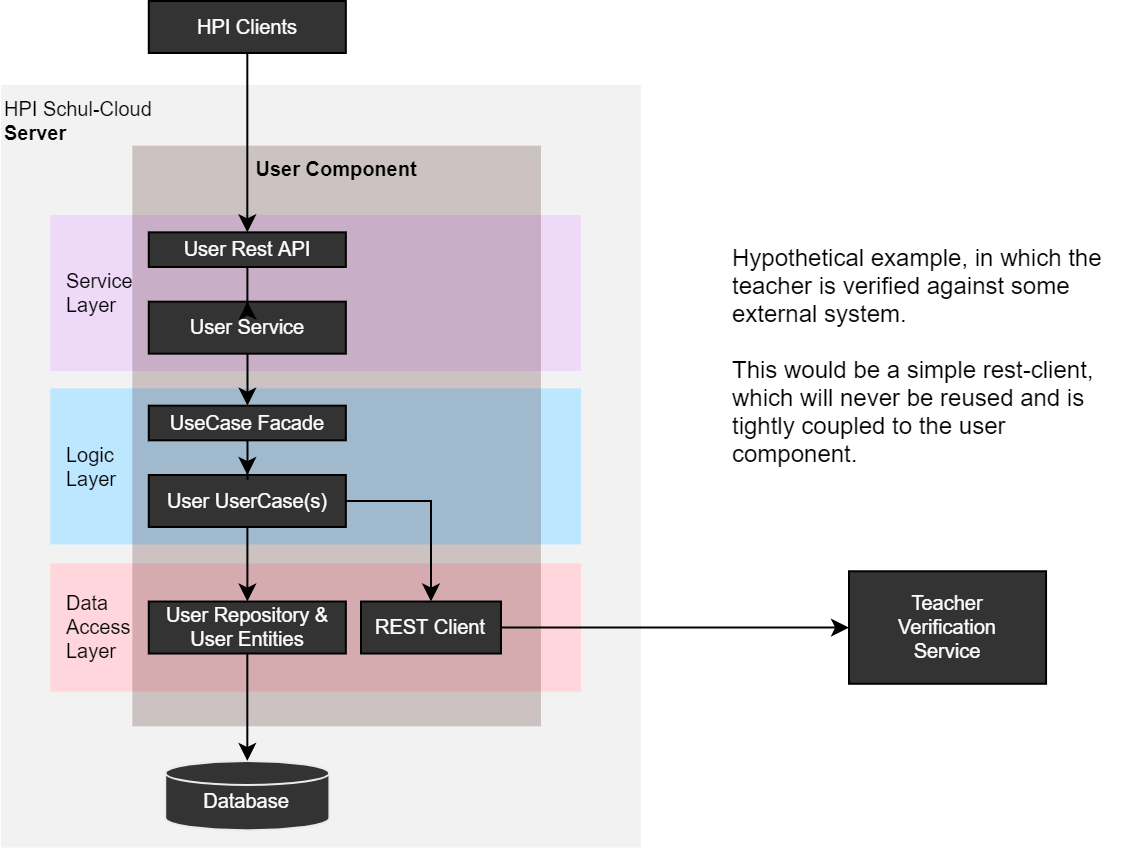 HPI Clients
HPI Schul-Cloud
Server
User Component
User Rest API
Service
Layer
User Service
UseCase Facade
Logic
Layer
User UserCase(s)
Data
Access
Layer
User Repository &
User Entities
REST Client
Database
Hypothetical example, in which the
teacher is verified against some
external system.
This would be a simple rest-client,
which will never be reused and is
tightly coupled to the user
component.
Teacher
Verification
Service